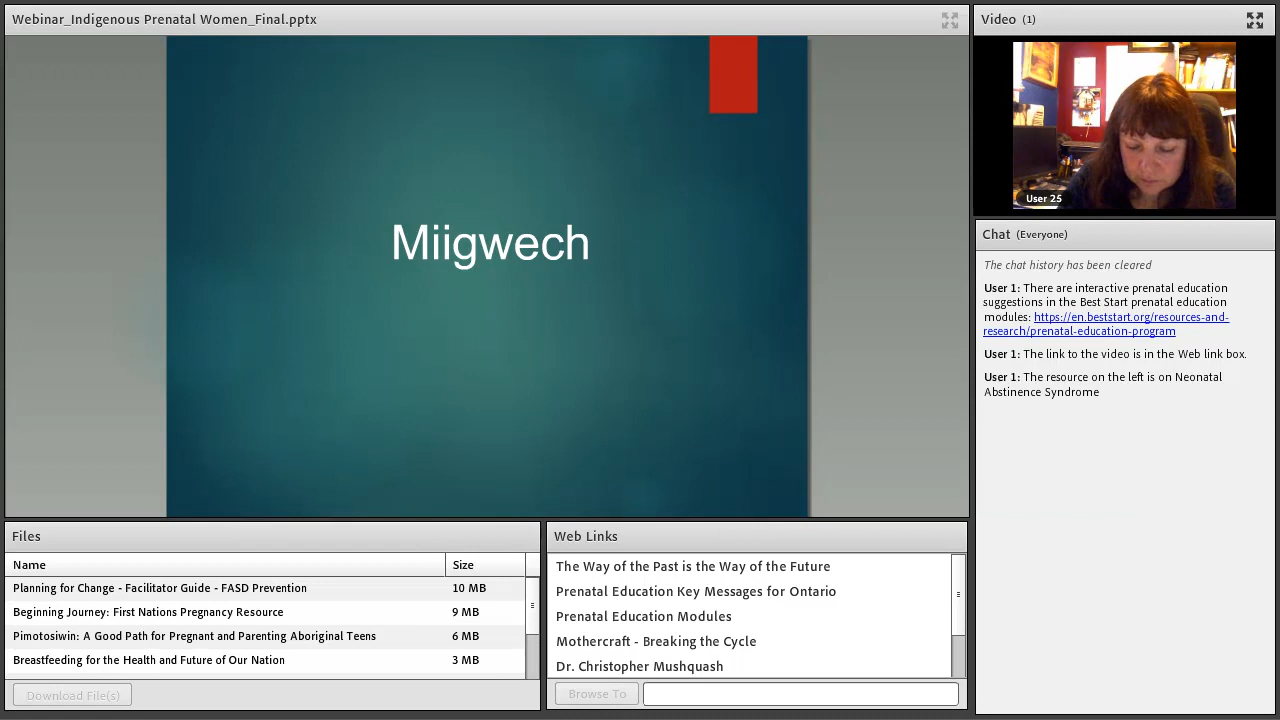 Webinar_Indigenous Prenatal Women_Final.pptx
Miigwech
Video (1)
User 25
Chat (Everyone)
The chat history has been cleared
User 1: There are interactive prenatal education
suggestions in the Best Start prenatal education
modules: https://en.beststart.org/resources-and-
research/prenatal-education-program
User 1: The link to the video is in the Web link box.
User 1: The resource on the left is on Neonatal
Abstinence Syndrome
Files
Name Size
Planning for Change - Facilitator Guide - FASD Prevention 10 MB
Beginning Journey: First Nations Pregnancy Resource 9 MB
Pimotosiwin: A Good Path for Pregnant and Parenting Aboriginal Teens 6 MB
Breastfeeding for the Health and Future of Our Nation 3 MB
Download File(s)
Web Links
The Way of the Past is the Way of the Future
Prenatal Education Key Messages for Ontario
Prenatal Education Modules
Mothercraft - Breaking the Cycle
Dr. Christopher Mushquash
Browse To